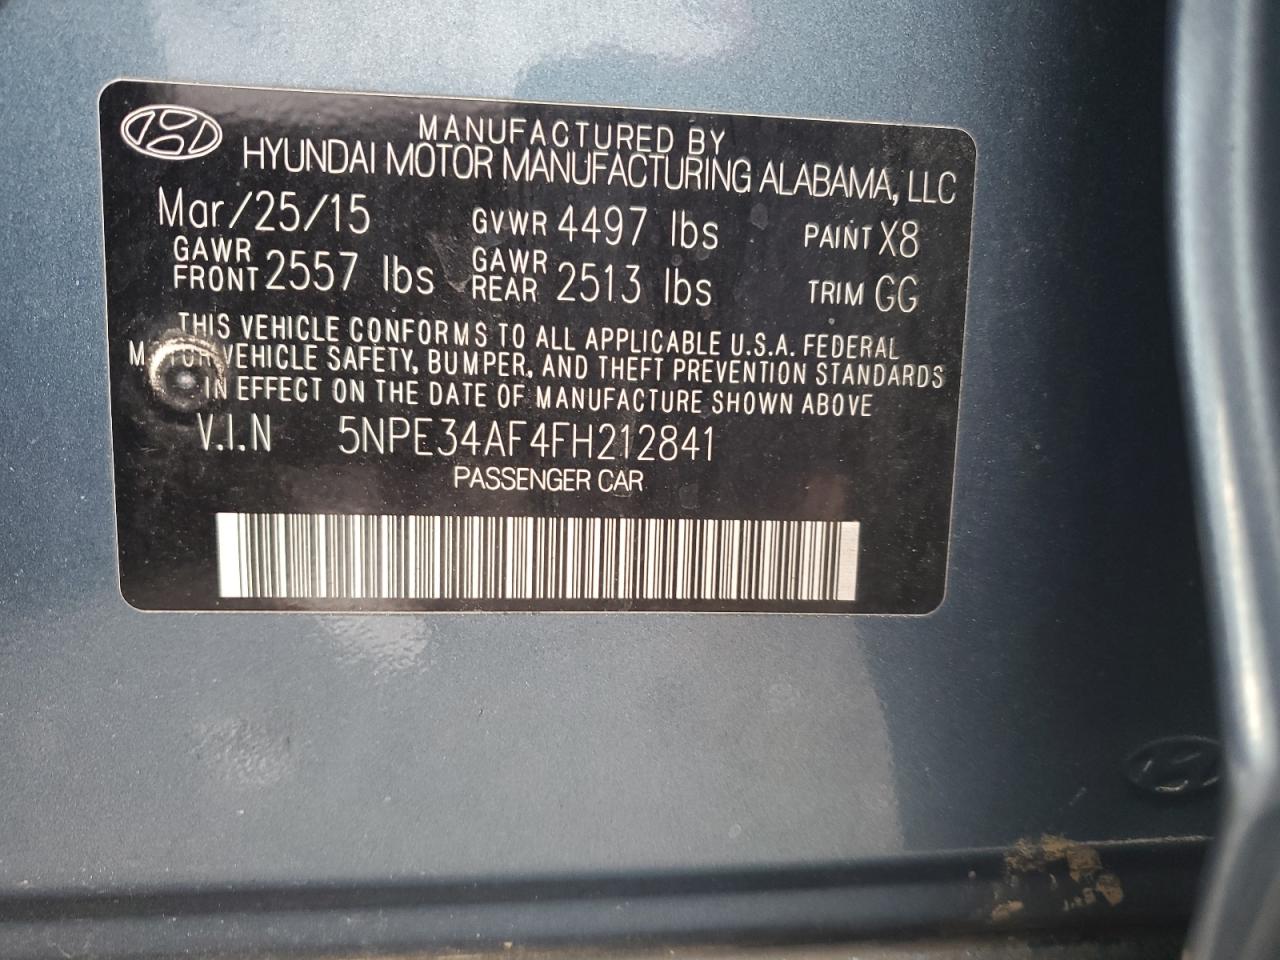 MANUFACTURED BY
HYUNDAI MOTOR MANUFACTURING ALABAMA, LLC
Mar/25/15 GVWR 4497 lbs PAINT X8
GAWR FRONT 2557 lbs GAWR REAR 2513 lbs TRIM GG
THIS VEHICLE CONFORMS TO ALL APPLICABLE U.S.A. FEDERAL
MOTOR VEHICLE SAFETY, BUMPER, AND THEFT PREVENTION STANDARDS
IN EFFECT ON THE DATE OF MANUFACTURE SHOWN ABOVE
V.I.N 5NPE34AF4FH212841
PASSENGER CAR